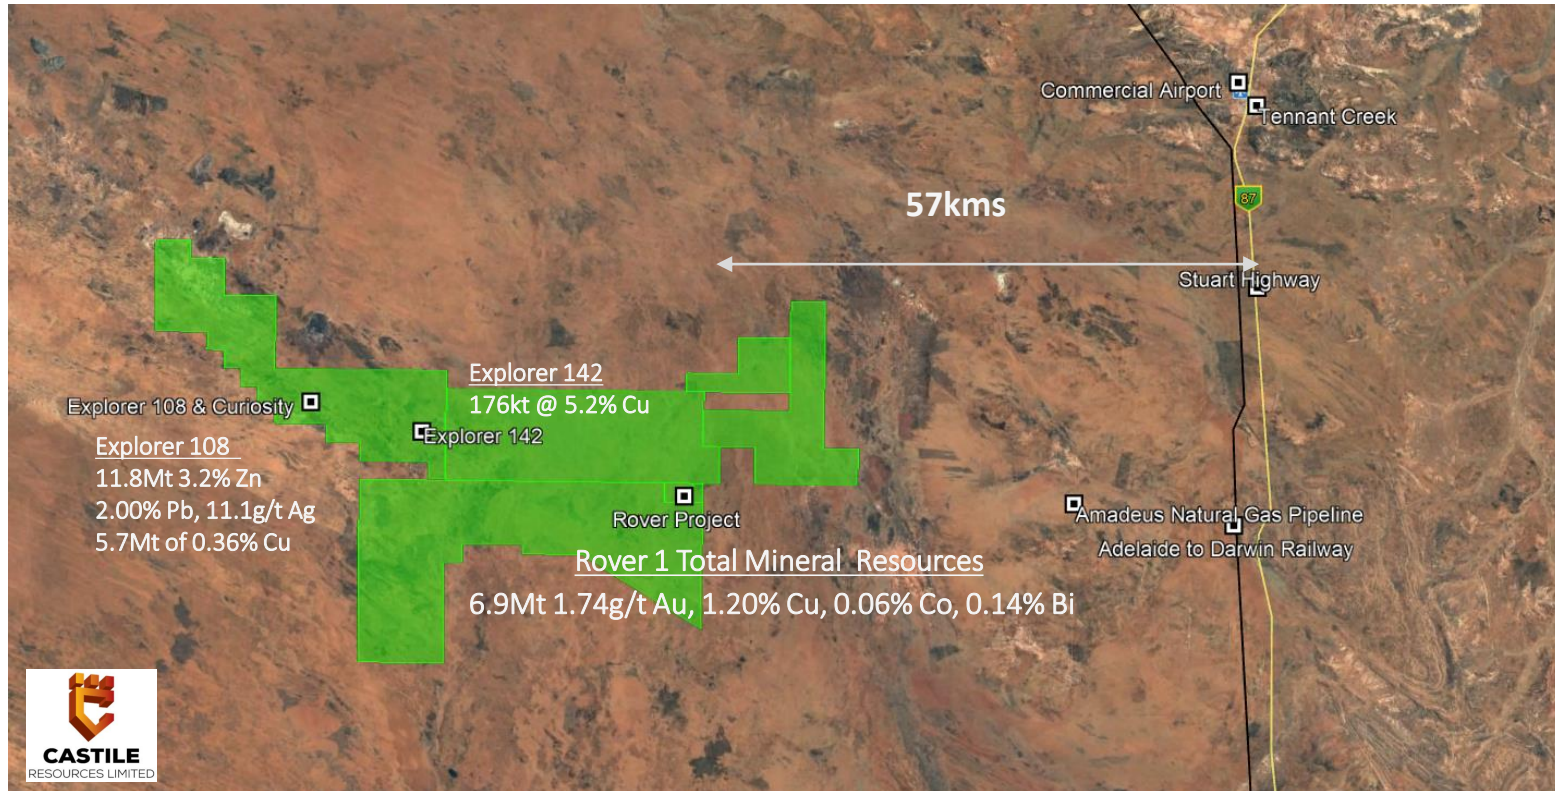 Commercial Airport
Tennant Creek
87
57kms
Stuart Highway
Explorer 142
176kt @ 5.2% Cu
Explorer 108 & Curiosity
Explorer 142
Explorer 108
11.8Mt 3.2% Zn
2.00% Pb, 11.1g/t Ag
5.7Mt of 0.36% Cu
Rover Project
Amadeus Natural Gas Pipeline
Adelaide to Darwin Railway
Rover 1 Total Mineral Resources
6.9Mt 1.74g/t Au, 1.20% Cu, 0.06% Co, 0.14% Bi
CASTILE
RESOURCES LIMITED